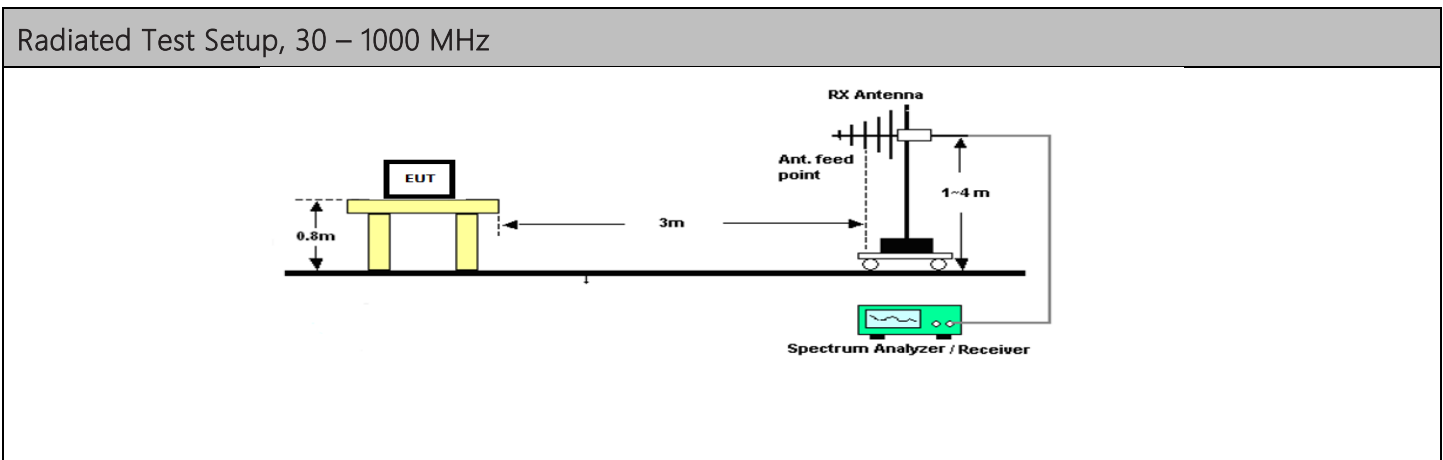 Radiated Test Setup, 30 – 1000 MHz
RX Antenna
Ant. feed
point
EUT
1~4 m
3m
0.8m
Spectrum Analyzer / Receiver